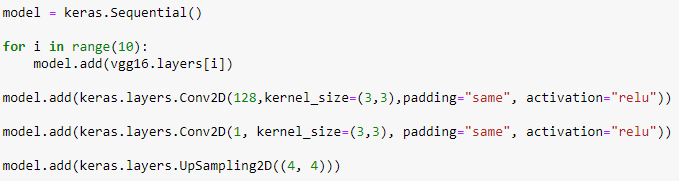 model = keras.Sequential()
for i in range(10):
    model.add(vgg16.layers[i])
model.add(keras.layers.Conv2D(128,kernel_size=(3,3),padding="same", activation="relu"))
model.add(keras.layers.Conv2D(1, kernel_size=(3,3), padding="same", activation="relu"))
model.add(keras.layers.UpSampling2D((4, 4)))